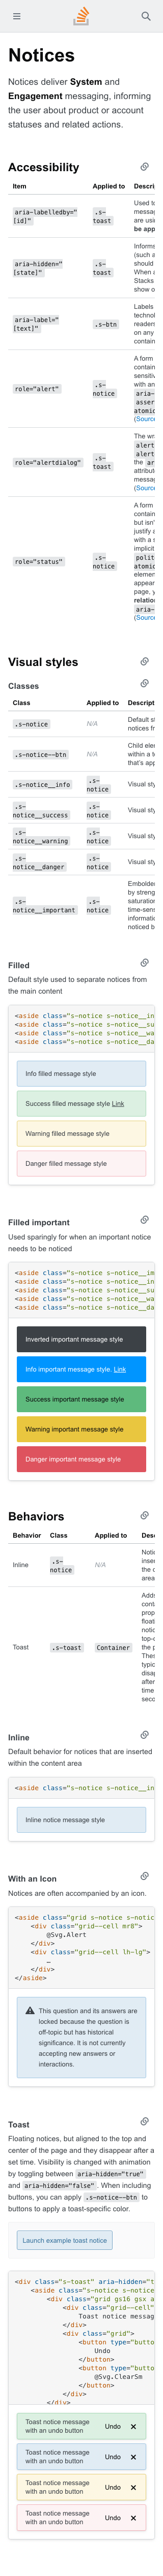 Notices
Notices deliver System and
Engagement messaging, informing
the user about product or account
statuses and related actions.
Accessibility
Item Applied to
aria-labelledby="
[id]" .s-
toast
Used to
aria-hidden="
[state]" .s-
toast
Informs
(such a
should
When a
Stacks
show o
aria-label="
[text]" .s-btn
Labels
technol
readers
on any
contain
role="alert" .s-
notice
A form
contain
sensitiv
with an
aria-
asser
atomic
(Source
role="alertdialog" .s-
toast
The wr
alert
alert
the ar
attribut
messag
(Source
role="status" .s-
notice
A form
contain
but isn'
justify a
with a s
implicit
polit
atomic
elemen
appear
page, y
relation
aria-
(Source
Visual styles
Classes
Class Applied to Descript
.s-notice N/A Default st
notices fr
.s-notice--btn N/A Child ele
within a N
that's app
.s-notice__info .s-
notice Visual sty
.s-
notice__success .s-
notice Visual sty
.s-
notice__warning .s-
notice Visual sty
.s-
notice__danger .s-
notice Visual sty
.s-
notice__important .s-
notice
Embolden
by streng
saturation
time-sens
informatio
noticed b
Filled
Default style used to separate notices from
the main content
<aside class="s-notice s-notice__in
<aside class="s-notice s-notice__su
<aside class="s-notice s-notice__wa
<aside class="s-notice s-notice__da
Info filled message style
Success filled message style Link
Warning filled message style
Danger filled message style
Filled important
Used sparingly for when an important notice
needs to be noticed
<aside class="s-notice s-notice__im
<aside class="s-notice s-notice__in
<aside class="s-notice s-notice__su
<aside class="s-notice s-notice__da
<aside class="s-notice s-notice__da
Inverted important message style
Info important message style. Link
Success important message style
Warning important message style
Danger important message style
Behaviors
Behavior Class Applied to Des
Inline .s-
notice N/A
Notic
inser
the c
area
Toast .s-toast Container
Adds
conta
prop
float
notic
top-c
the p
Thes
typic
disap
after
time
seco
Inline
Default behavior for notices that are inserted
within the content area
<aside class="s-notice s-notice__in
Inline notice message style
With an Icon
Notices are often accompanied by an icon.
<aside class="grid s-notice s-notic
<div class="grid--cell mr8">
@Svg.Alert
</div>
<div class="grid--cell lh-lg">
…
</div>
</aside>
This question and its answers are
locked because the question is
off-topic but has historical
significance. It is not currently
accepting new answers or
interactions.
Toast
Floating notices, but aligned to the top and
center of the page and they disappear after a
set time. Visibility is changed with animation
by toggling between aria-hidden="true"
and aria-hidden="false" . When including
buttons, you can apply .s-notice--btn to
buttons to apply a toast-specific color.
Launch example toast notice
<div class="s-toast" aria-hidden="t
<aside class="s-notice s-notice
<div class="grid gs16 gsx a
<div class="grid--cell"
Toast notice messag
</div>
<div class="grid">
<button type="butto
Undo
</button>
<button type="butto
@Svg.ClearSm
</button>
</div>
</div>
Toast notice message
with an undo button Undo
Toast notice message
with an undo button Undo
Toast notice message
with an undo button Undo
Toast notice message
with an undo button Undo